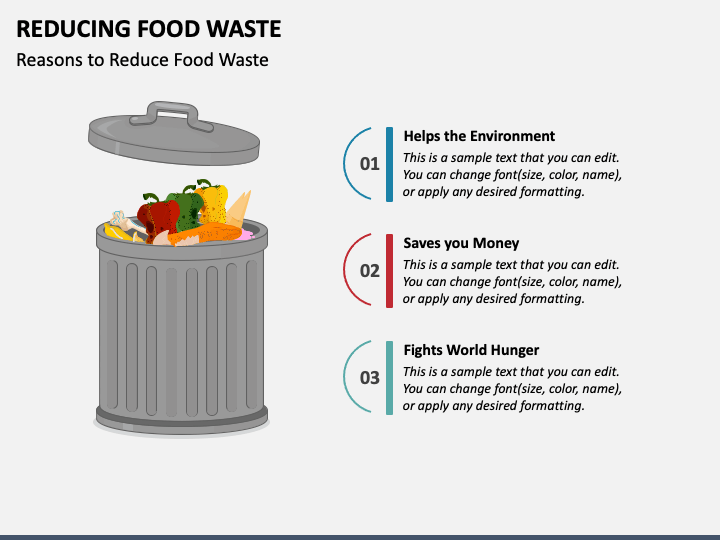 REDUCING FOOD WASTE
Reasons to Reduce Food Waste
01
Helps the Environment
This is a sample text that you can edit.
You can change font(size, color, name),
or apply any desired formatting.
02
Saves you Money
This is a sample text that you can edit.
You can change font(size, color, name),
or apply any desired formatting.
03
Fights World Hunger
This is a sample text that you can edit.
You can change font(size, color, name),
or apply any desired formatting.